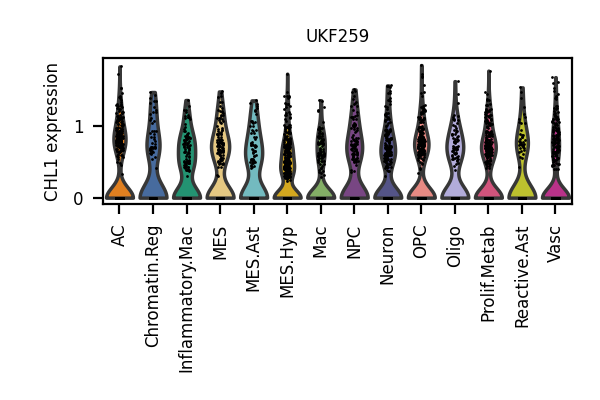 UKF259
CHL1 expression
1
0
AC
Chromatin.Reg
Inflammatory.Mac
MES
MES.Ast
MES.Hyp
Mac
NPC
Neuron
OPC
Oligo
Prolif.Metab
Reactive.Ast
Vasc